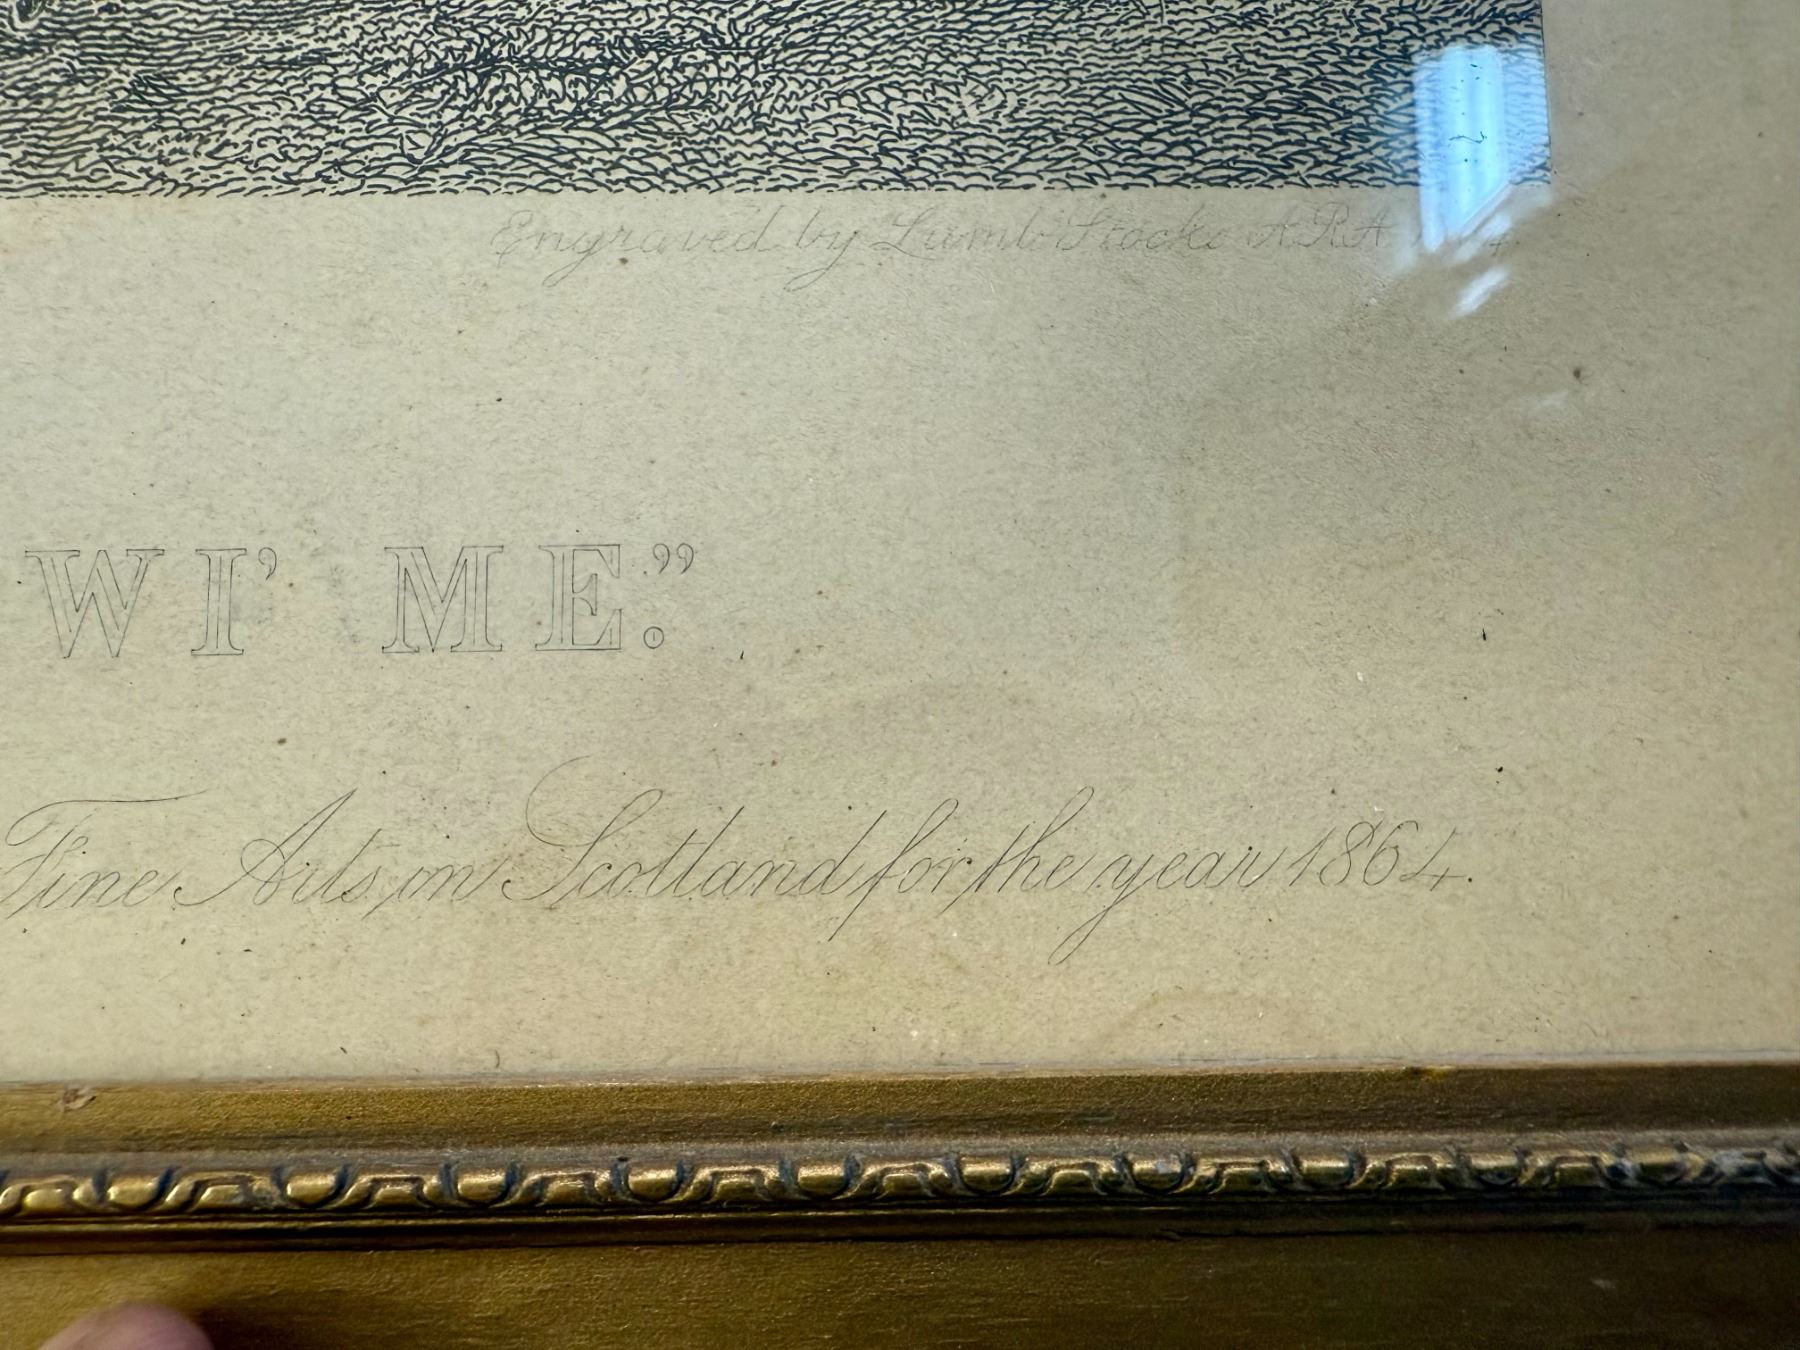 Engraved by Lumb Stocks A.R.A
WI' ME."
Fine Arts in Scotland for the year 1864.